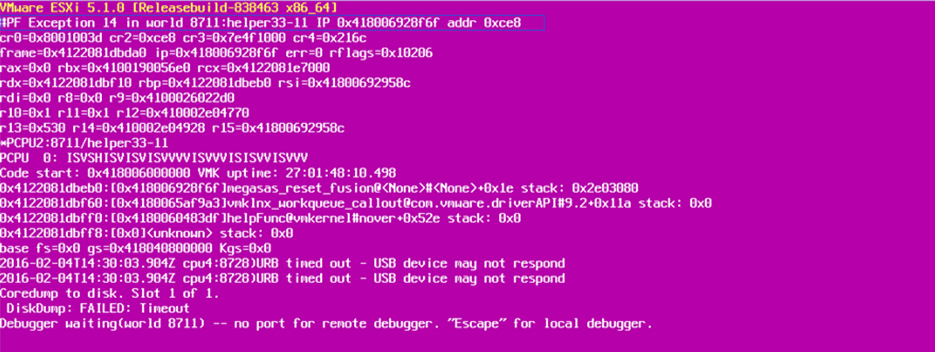 VMware ESXi 5.1.0 [Releasebuild-838463 x86_64]
#PF Exception 14 in world 8711:helper33-11 IP 0x418006928f6f addr 0xce8
cr0=0x8001003d cr2=0xce8 cr3=0x7e4f1000 cr4=0x216c
frame=0x4122081dbda0 ip=0x418006928f6f err=0 rflags=0x10206
rax=0x0 rbx=0x4100190056e0 rcx=0x4122081e7000
rdx=0x4122081dbf10 rbp=0x4122081dbeb0 rsi=0x41800692958c
rdi=0x0 r8=0x0 r9=0x4100026022d0
r10=0x1 r11=0x1 r12=0x410002e04770
r13=0x530 r14=0x410002e04928 r15=0x41800692958c
*PCPU2:8711/helper33-11
PCPU  0: ISVSHISVISVISVVVVISVVVISISVVISVVV
Code start: 0x418006000000 VMK uptime: 27:01:48:10.498
0x4122081dbeb0:[0x418006928f6f]megasas_reset_fusion@<None>#<None>+0x1e stack: 0x2e03080
0x4122081dbf60:[0x4180065af9a3]vmklnx_workqueue_callout@com.vmware.driverAPI#9.2+0x11a stack: 0x0
0x4122081dbff0:[0x4180060483df]helpFunc@vmkernel#nover+0x52e stack: 0x0
0x4122081dbff8:[0x0]<unknown> stack: 0x0
base fs=0x0 gs=0x418040800000 Kgs=0x0
2016-02-04T14:30:03.904Z cpu4:8728)URB timed out - USB device may not respond
2016-02-04T14:30:03.904Z cpu4:8728)URB timed out - USB device may not respond
Coredump to disk. Slot 1 of 1.
DiskDump: FAILED: Timeout
Debugger waiting(world 8711) -- no port for remote debugger. "Escape" for local debugger.